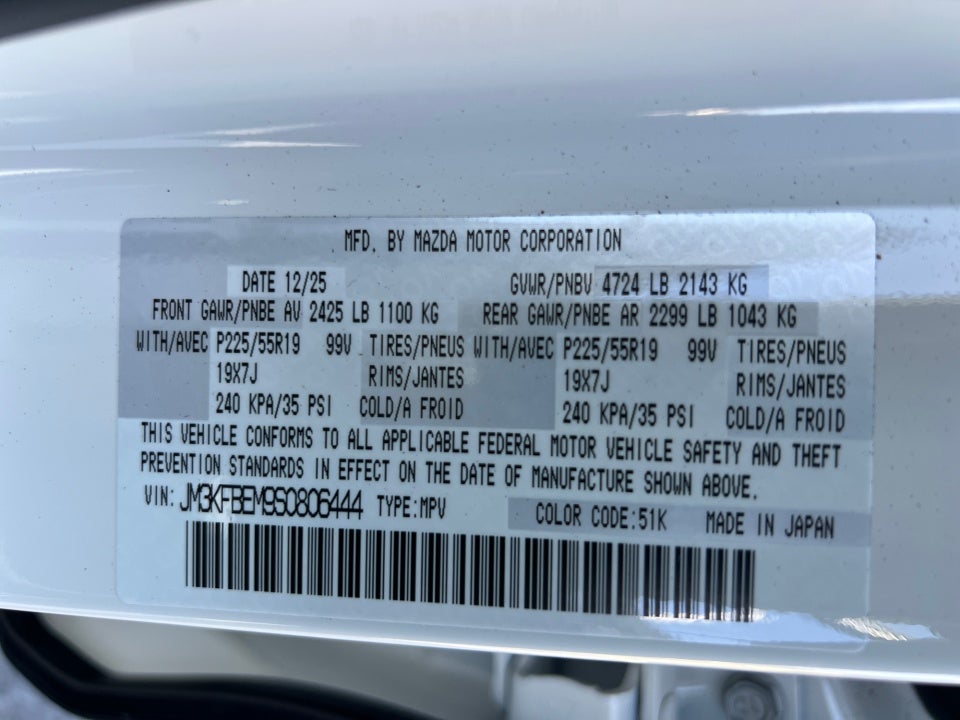 MFD. BY MAZDA MOTOR CORPORATION
DATE 12/25 GVWR/PNBV 4724 LB 2143 KG
FRONT GAWR/PNBE AV 2425 LB 1100 KG REAR GAWR/PNBE AR 2299 LB 1043 KG
WITH/AVEC P225/55R19 99V TIRES/PNEUS WITH/AVEC P225/55R19 99V TIRES/PNEUS
19X7J RIMS/JANTES 19X7J RIMS/JANTES
240 KPA/35 PSI COLD/A FROID 240 KPA/35 PSI COLD/A FROID
THIS VEHICLE CONFORMS TO ALL APPLICABLE FEDERAL MOTOR VEHICLE SAFETY AND THEFT
PREVENTION STANDARDS IN EFFECT ON THE DATE OF MANUFACTURE SHOWN ABOVE.
VIN: JM3KFBEM9S0806444 TYPE:MPV COLOR CODE:51K MADE IN JAPAN